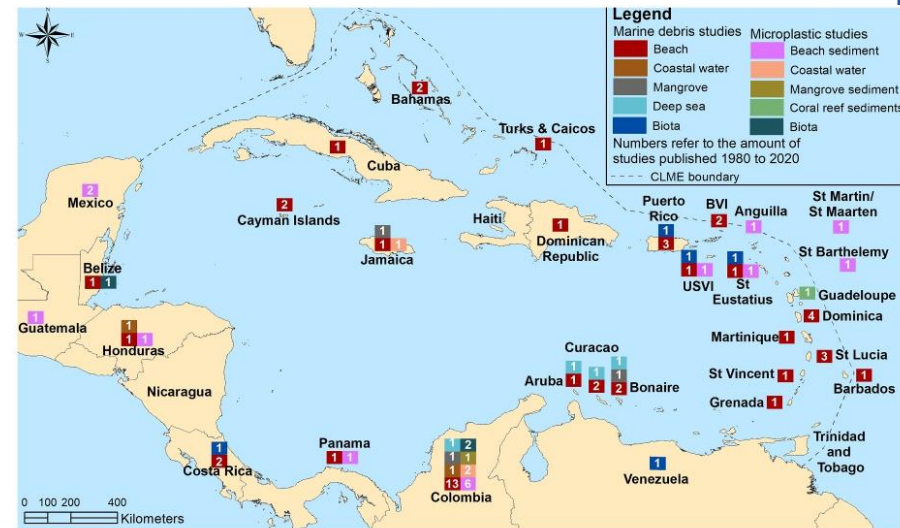 Legend
Marine debris studies
Beach
Coastal water
Mangrove
Deep sea
Biota
Microplastic studies
Beach sediment
Coastal water
Mangrove sediment
Coral reef sediments
Biota
Numbers refer to the amount of
studies published 1980 to 2020
CLME boundary
N
W
E
S
2
Bahamas
Turks & Caicos
1
1
Cuba
2
Mexico
2
Cayman Islands
1
1 1
Jamaica
Haiti
1
Dominican
Republic
Puerto
Rico
1
3
BVI
2
Anguilla
1
St Martin/
St Maarten
1
St Barthelemy
1
1
1 1
USVI
1
1 1
St
Eustatius
1
Guadeloupe
4
Dominica
Martinique
1
3
St Lucia
St Vincent
1
1
Barbados
Grenada
1
Belize
1 1
1
Guatemala
1
1 1
Honduras
Nicaragua
1
2
Costa Rica
Panama
1 1
Curacao
1
Aruba
1
1
2
1
1
2
Bonaire
1 2
1 1
1 2
13 6
Colombia
1
Venezuela
Trinidad
and
Tobago
0 100 200 400
Kilometers